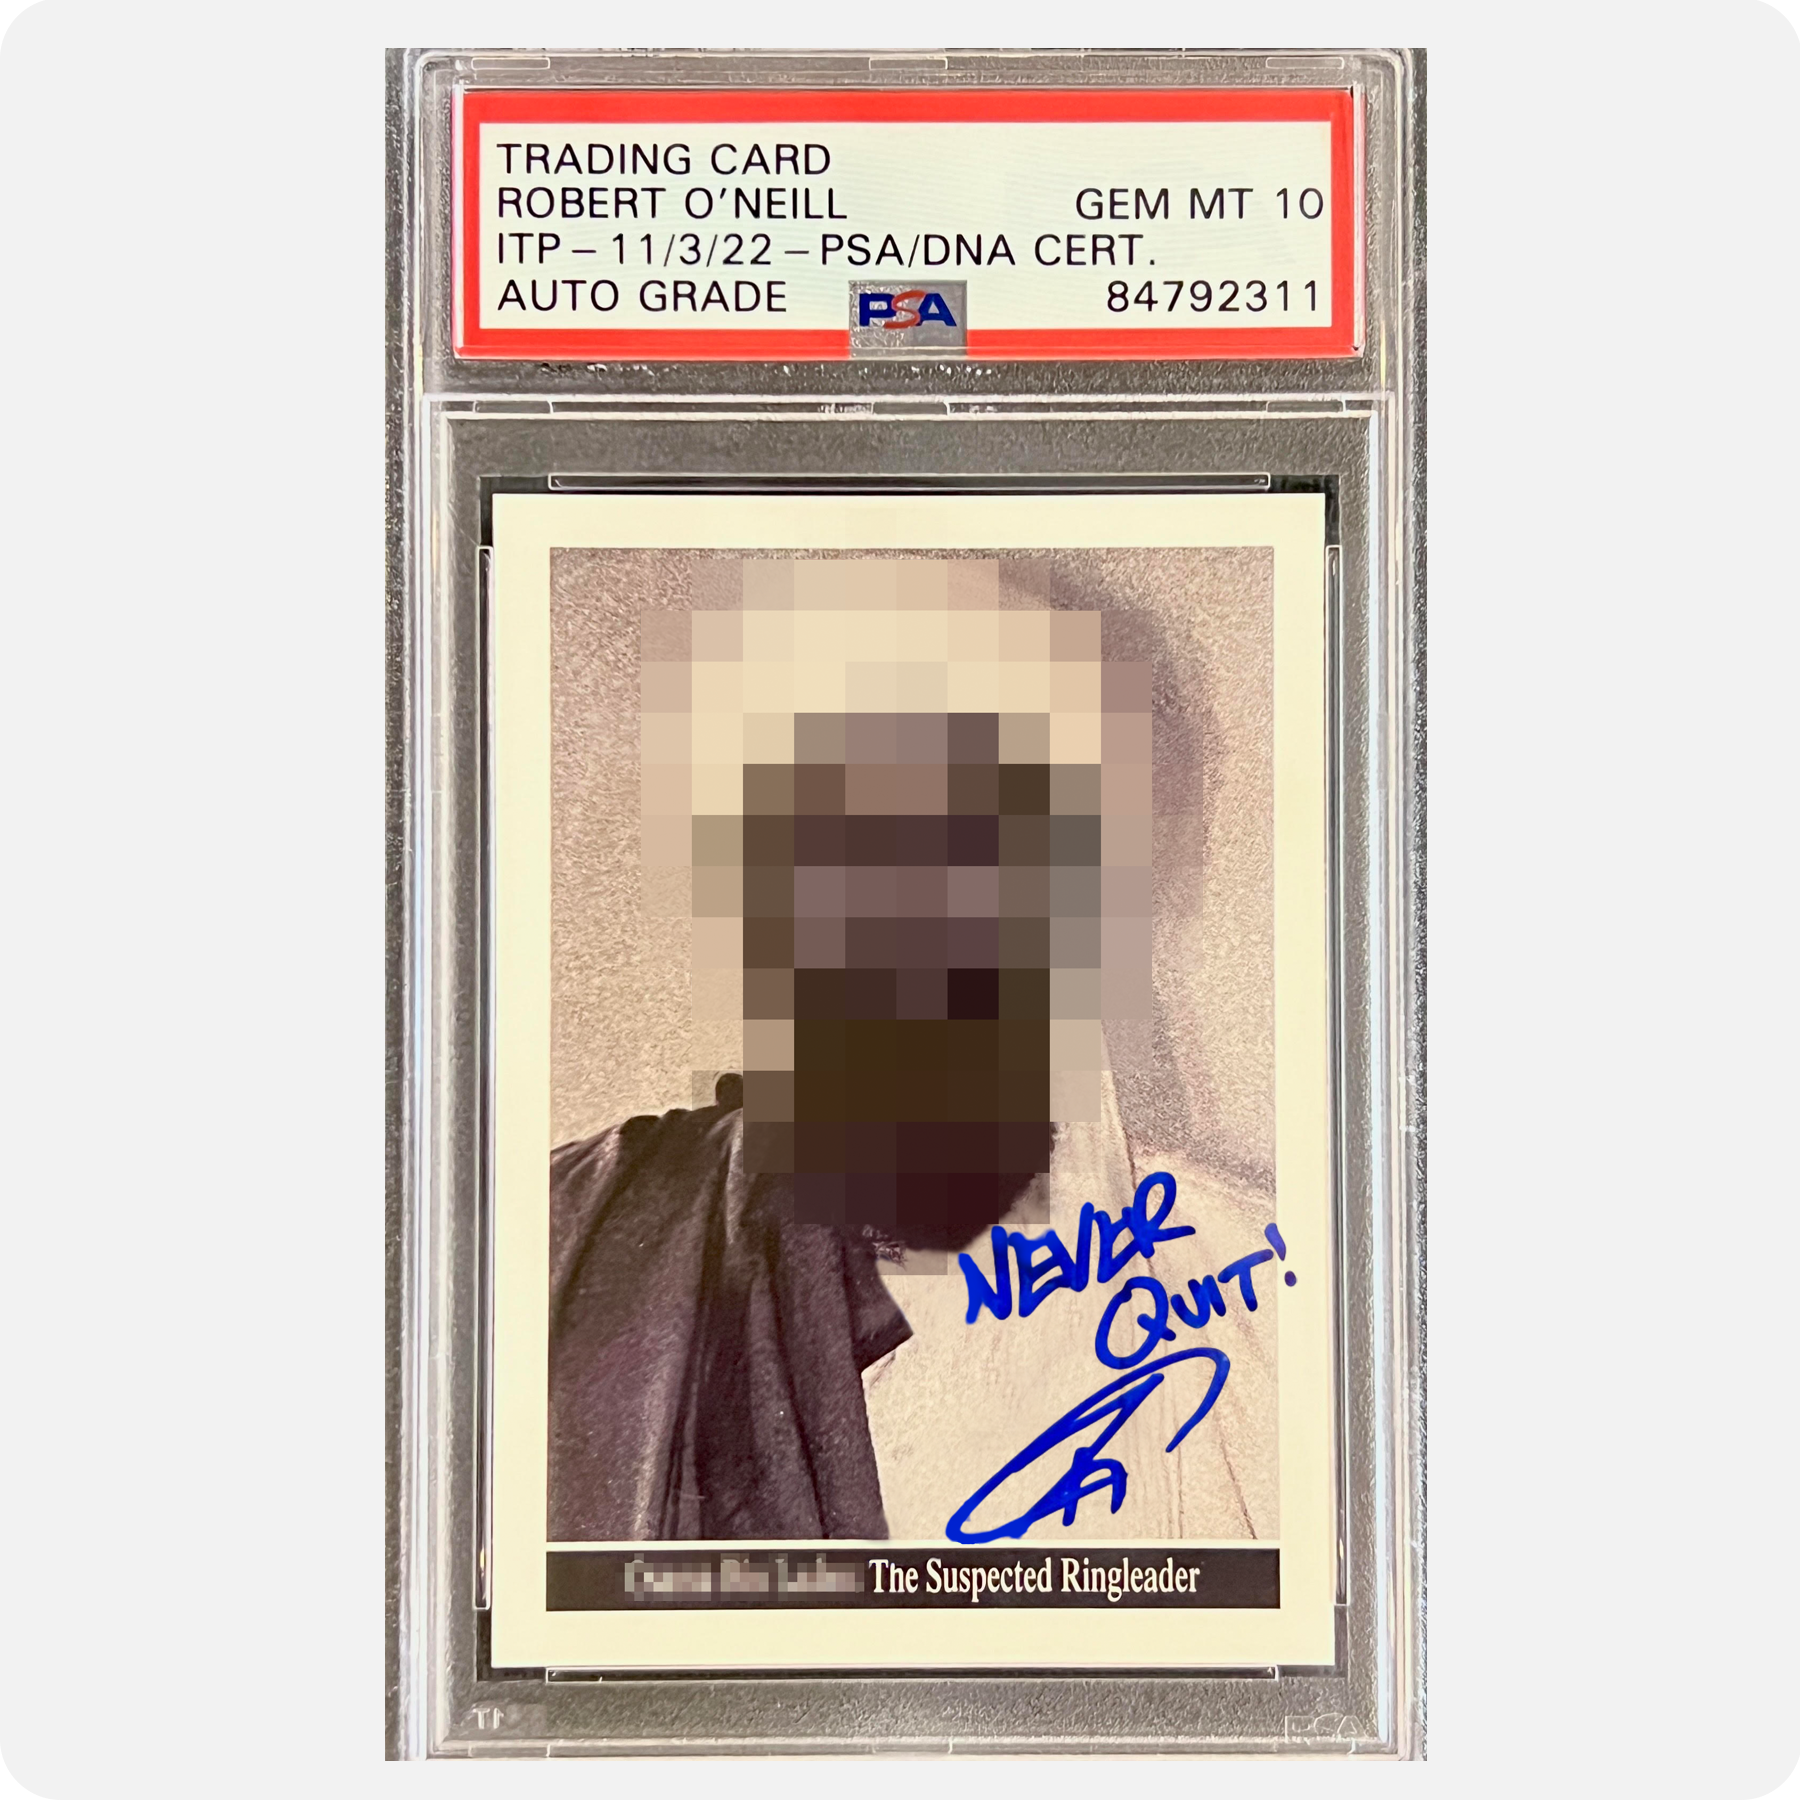 TRADING CARD
ROBERT O'NEILL GEM MT 10
ITP - 11/3/22 - PSA/DNA CERT.
AUTO GRADE PSA 84792311
NEVER
QUIT!
The Suspected Ringleader